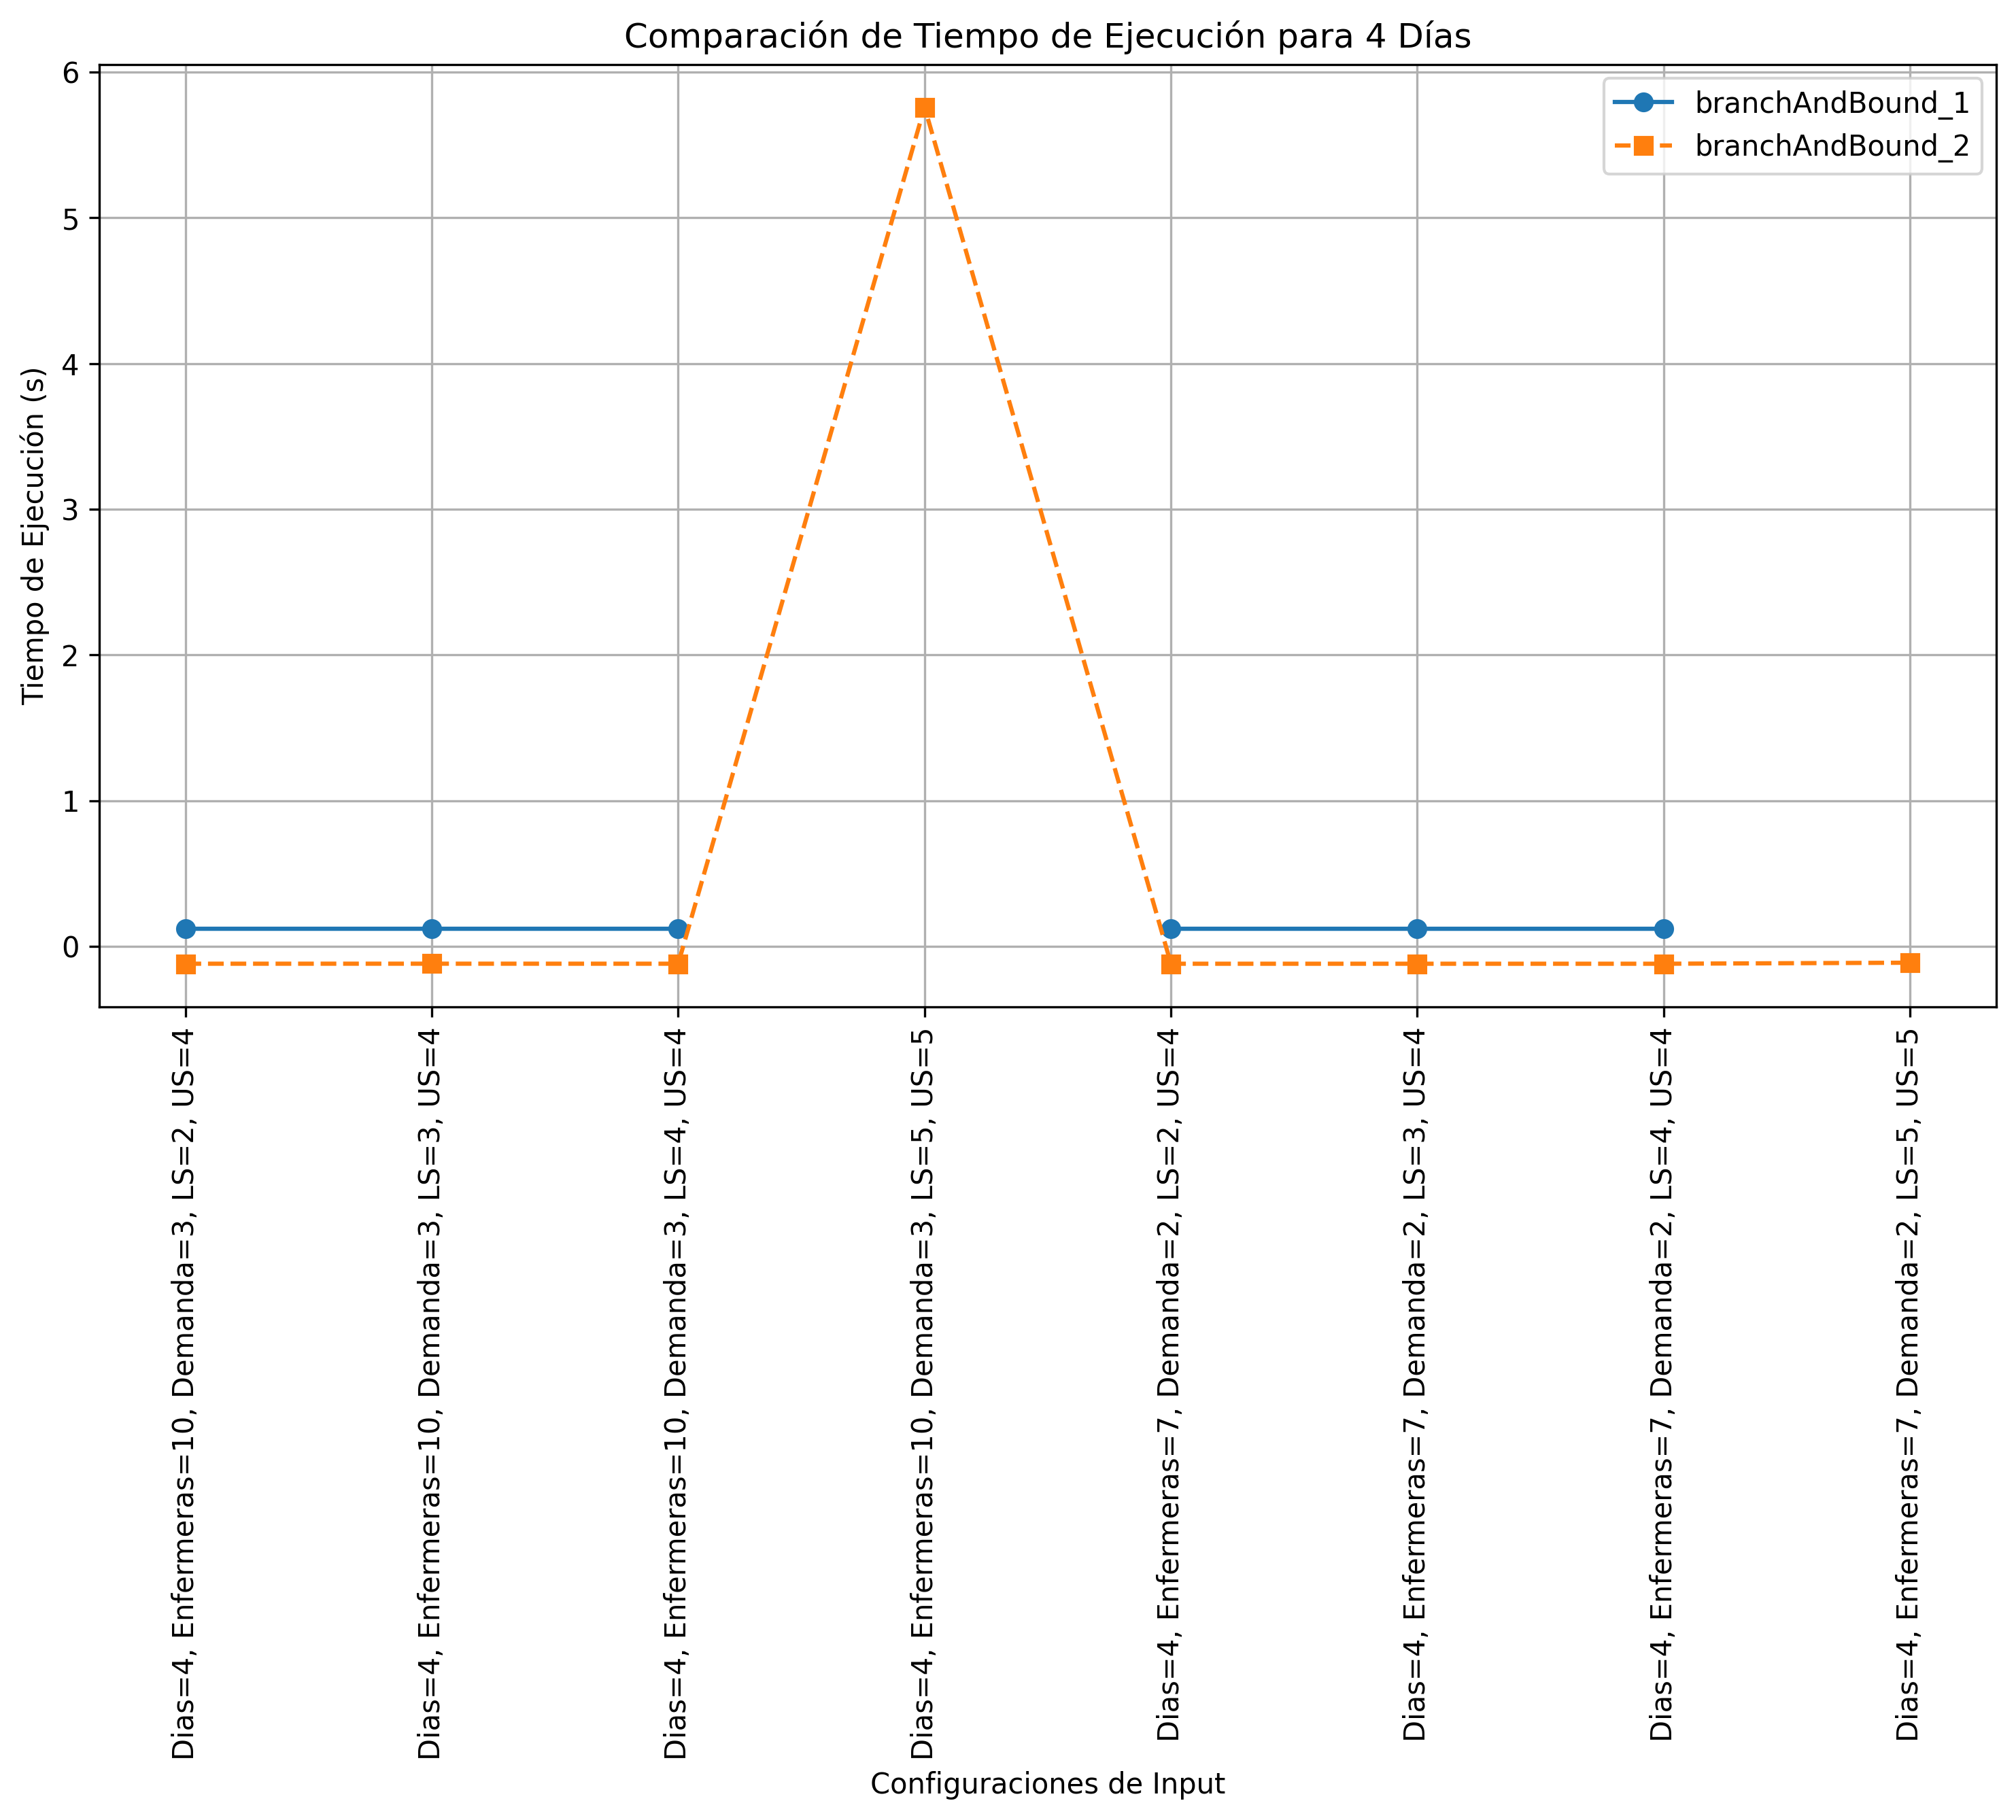 Comparación de Tiempo de Ejecución para 4 Días
branchAndBound_1
branchAndBound_2
Tiempo de Ejecución (s)
6
5
4
3
2
1
0
Dias=4, Enfermeras=10, Demanda=3, LS=2, US=4
Dias=4, Enfermeras=10, Demanda=3, LS=3, US=4
Dias=4, Enfermeras=10, Demanda=3, LS=4, US=4
Dias=4, Enfermeras=10, Demanda=3, LS=5, US=5
Dias=4, Enfermeras=7, Demanda=2, LS=2, US=4
Dias=4, Enfermeras=7, Demanda=2, LS=3, US=4
Dias=4, Enfermeras=7, Demanda=2, LS=4, US=4
Dias=4, Enfermeras=7, Demanda=2, LS=5, US=5
Configuraciones de Input